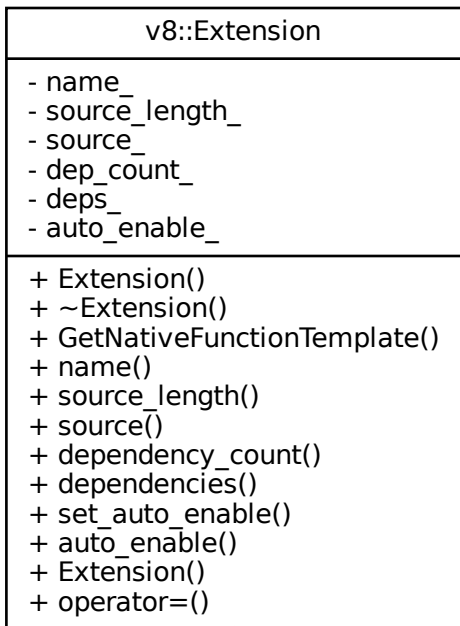 v8::Extension
- name_
- source_length_
- source_
- dep_count_
- deps_
- auto_enable_
+ Extension()
+ ~Extension()
+ GetNativeFunctionTemplate()
+ name()
+ source_length()
+ source()
+ dependency_count()
+ dependencies()
+ set_auto_enable()
+ auto_enable()
+ Extension()
+ operator=()